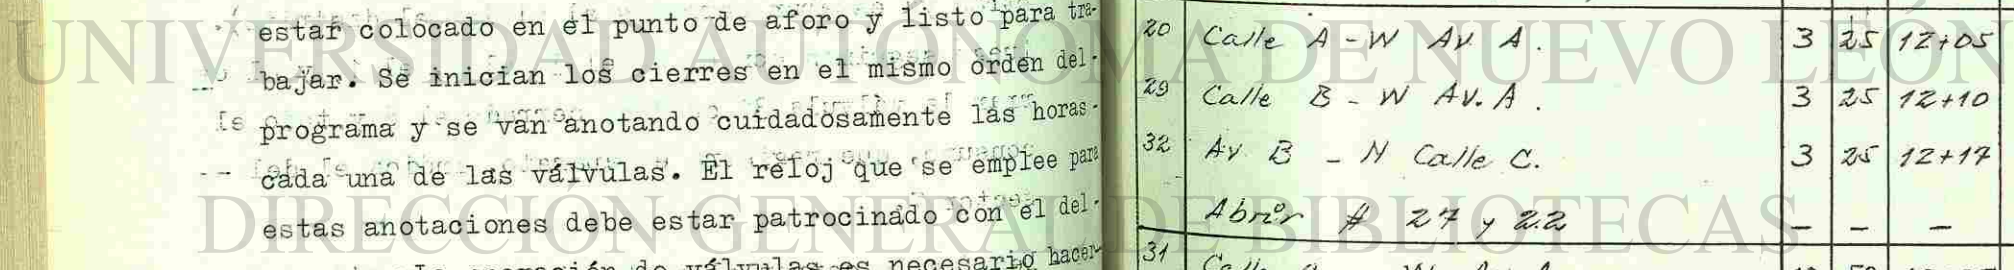 estar colocado en el punto de aforo y listo para tra-
bajar. Se inician los cierres en el mismo orden del-
programa y se van anotando cuidadosamente las horas-
cada una de las válvulas. El reloj que se emplee para
estas anotaciones debe estar patrocinado con el del-
válvulas es necesario hacer
20 Calle A - W Av. A. 3 25 12+05
29 Calle B - W Av. A. 3 25 12+10
32 Av B - N Calle C. 3 25 12+17
Abrir # 27 y 22 - - -
31
UNIVERSIDAD AUTÓNOMA DE NUEVO LEÓN
DIRECCIÓN GENERAL DE BIBLIOTECAS